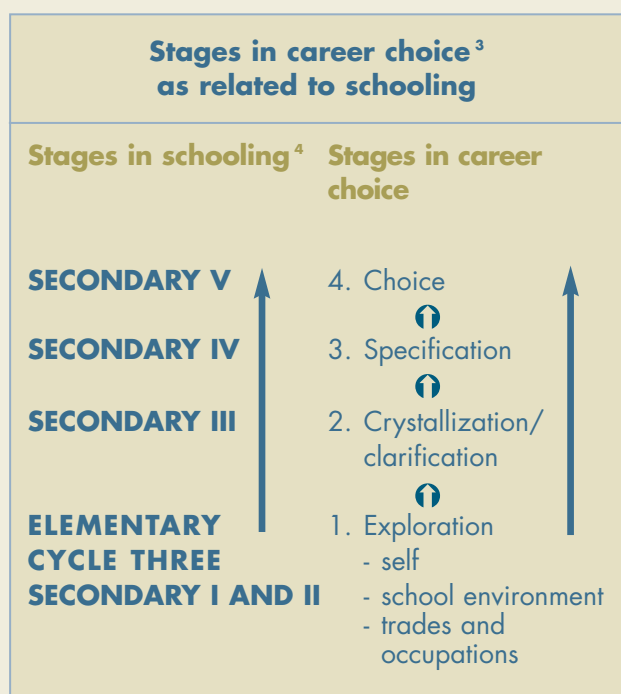 Stages in career choice ³
as related to schooling
Stages in schooling ⁴
Stages in career
choice
SECONDARY V
4. Choice
SECONDARY IV
3. Specification
SECONDARY III
2. Crystallization/
clarification
ELEMENTARY
CYCLE THREE
SECONDARY I AND II
1. Exploration
- self
- school environment
- trades and
occupations